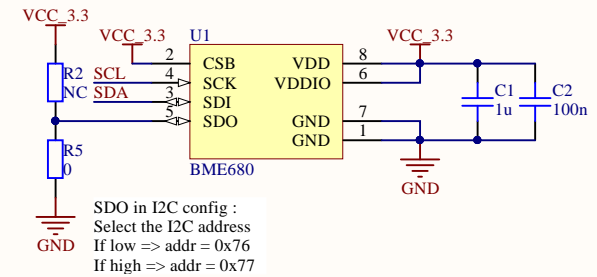 VCC_3.3
VCC_3.3
U1
VCC_3.3
R2
NC
SCL
SDA
2
4
3
5
CSB
SCK
SDI
SDO
VDD
VDDIO
GND
GND
8
6
7
1
C1
1u
C2
100n
R5
0
BME680
GND
GND
SDO in I2C config :
Select the I2C address
If low => addr = 0x76
If high => addr = 0x77